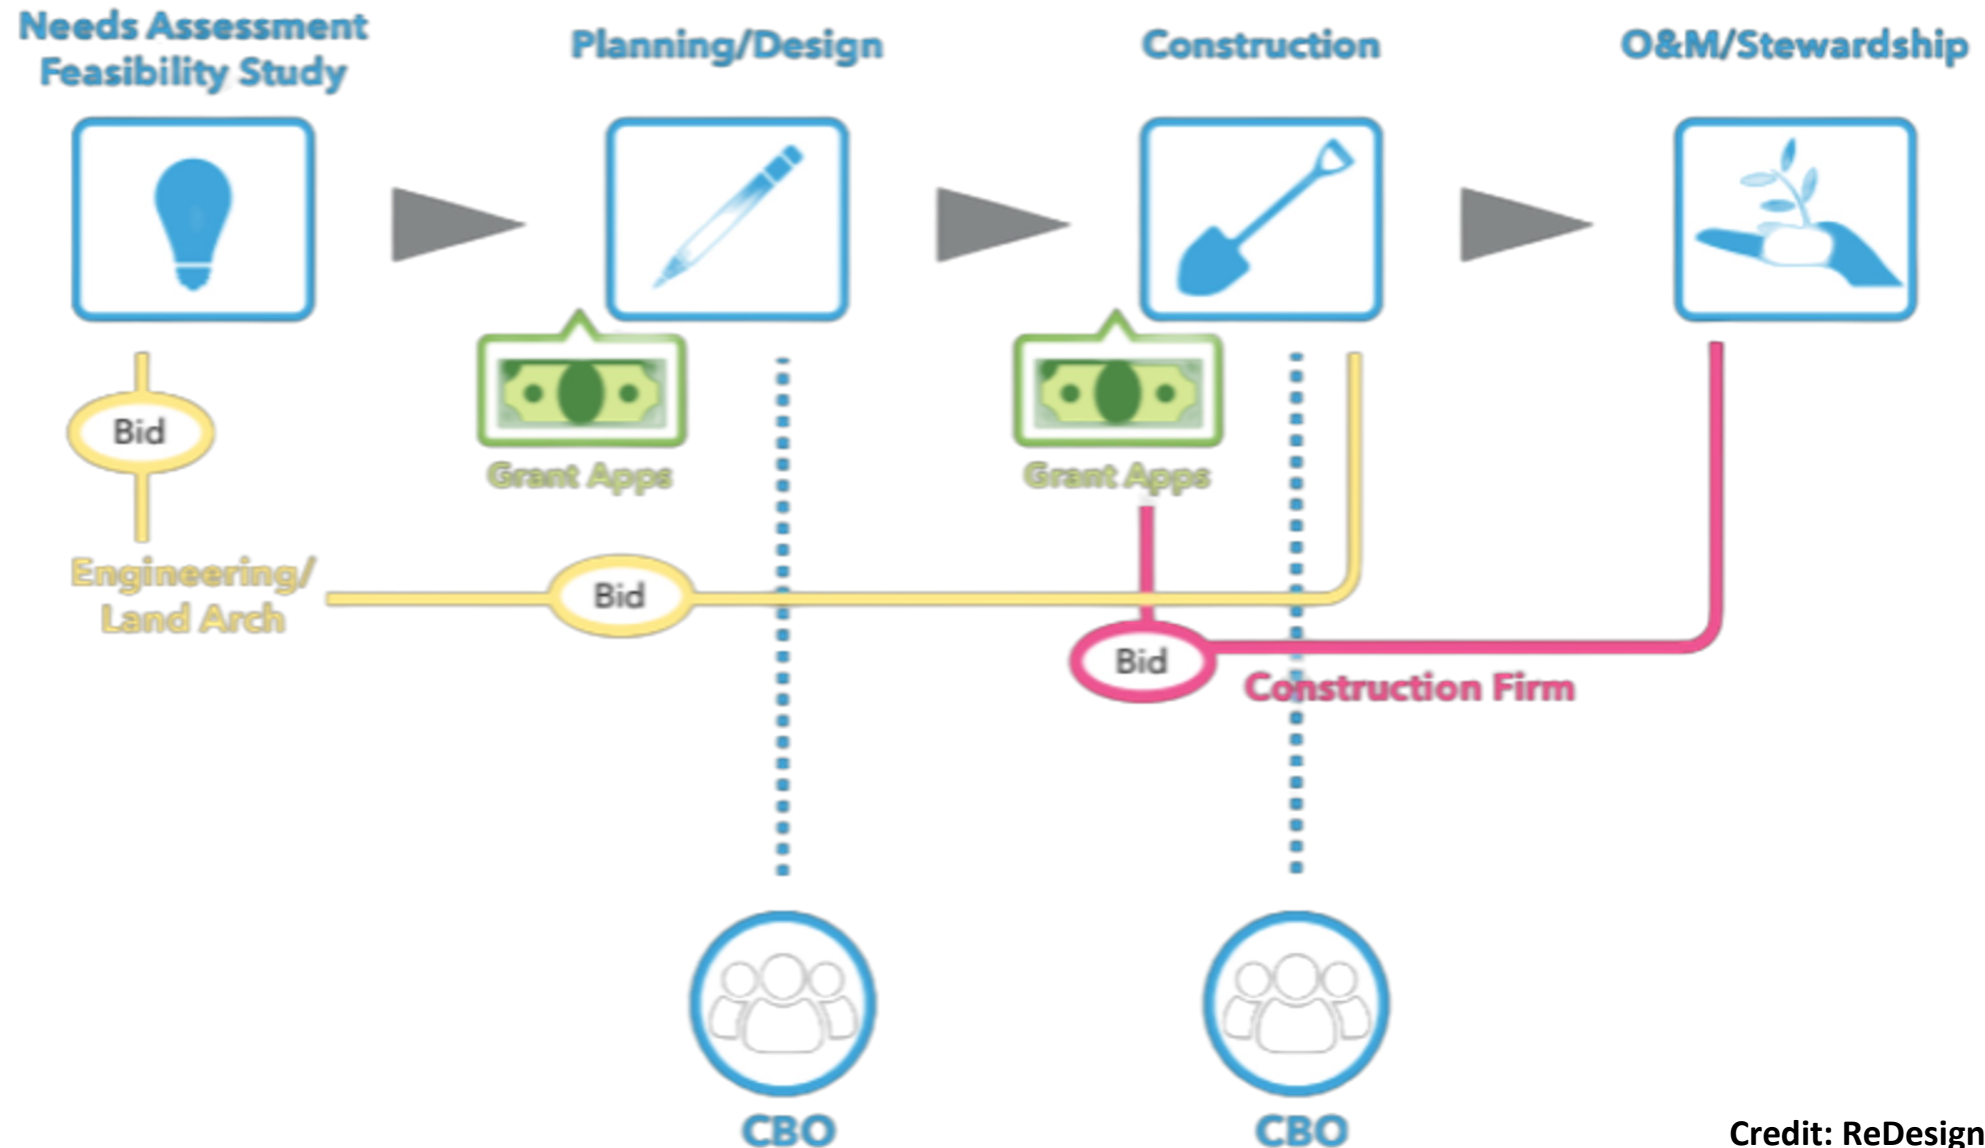 Needs Assessment
Feasibility Study
Planning/Design
Construction
O&M/Stewardship
Bid
Grant Apps
Grant Apps
Engineering/
Land Arch
Bid
Bid
Construction Firm
CBO
CBO
Credit: ReDesign